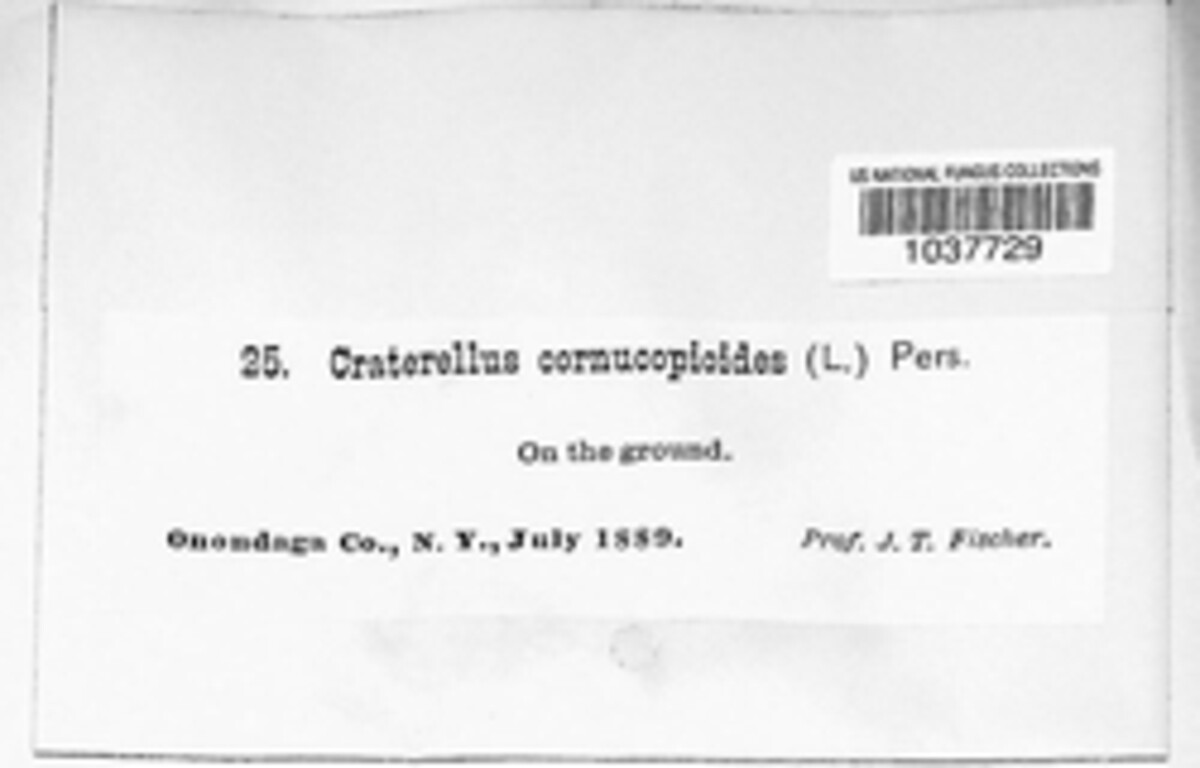 US NATIONAL FUNGUS COLLECTIONS
1037729
25. Craterellus cornucopioides (L.) Pers.
On the ground.
Onondaga Co., N. Y., July 1889.
Prof. J. T. Fischer.